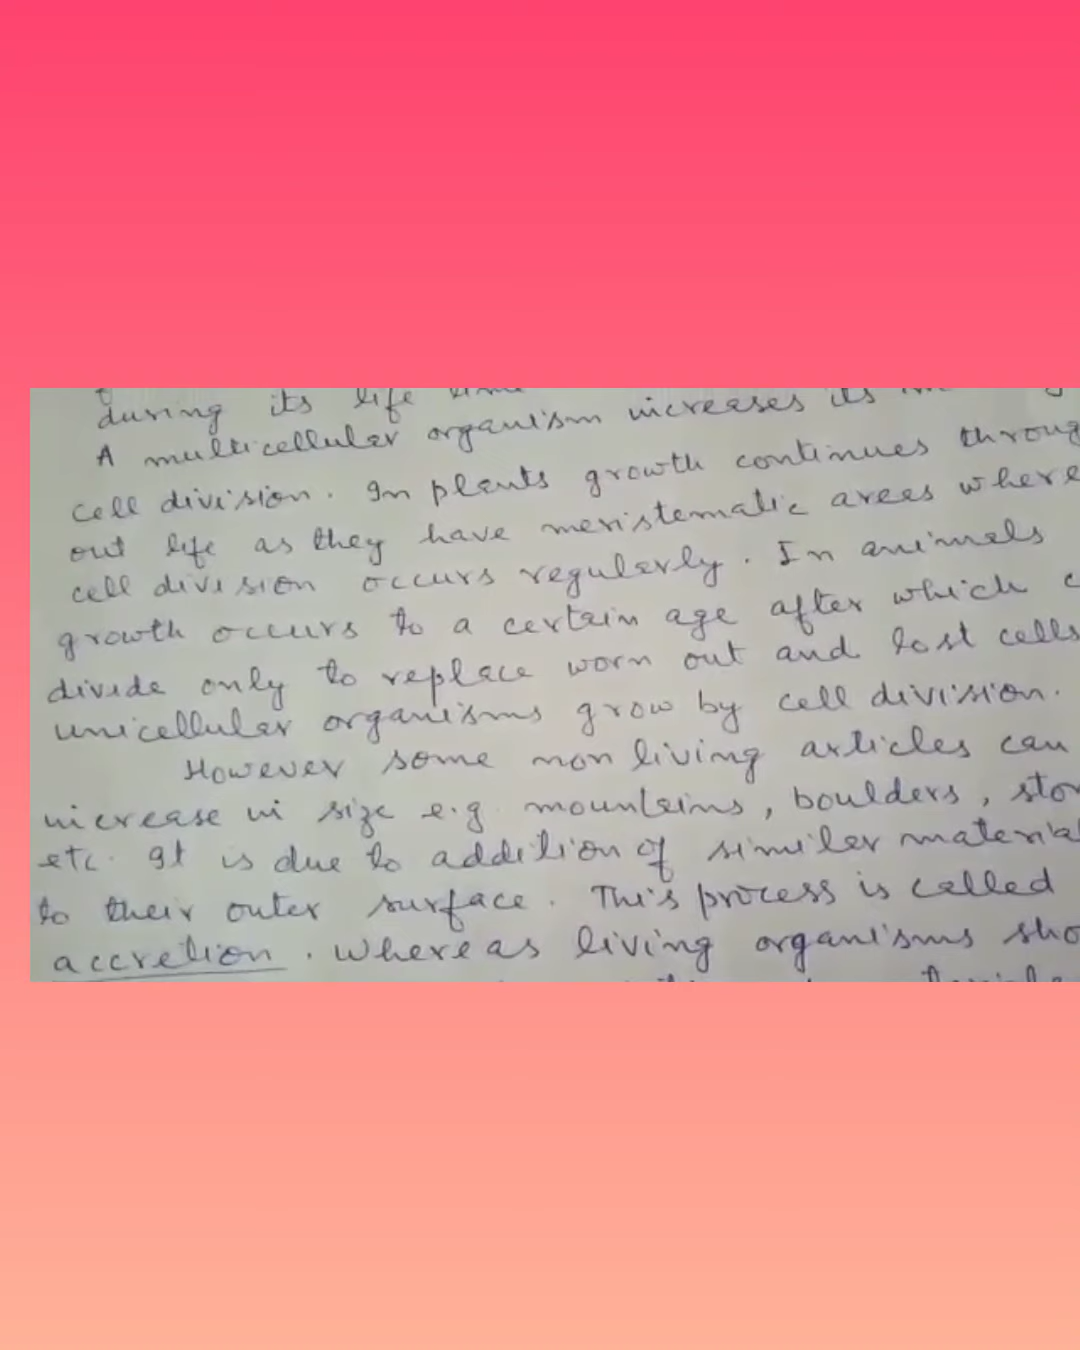 during its life time
A multicellular organism increases its
cell division. In plants growth continues throug
out life as they have meristematic areas where
cell division occurs regularly. In animals
growth occurs to a certain age after which c
divide only to replace worn out and lost cells
unicellular organisms grow by cell division.
However some non living articles can
increase in size e.g. mountains, boulders, ston
etc. It is due to addition of similar material
to their outer surface. This process is called
accretion. Whereas living organisms sho